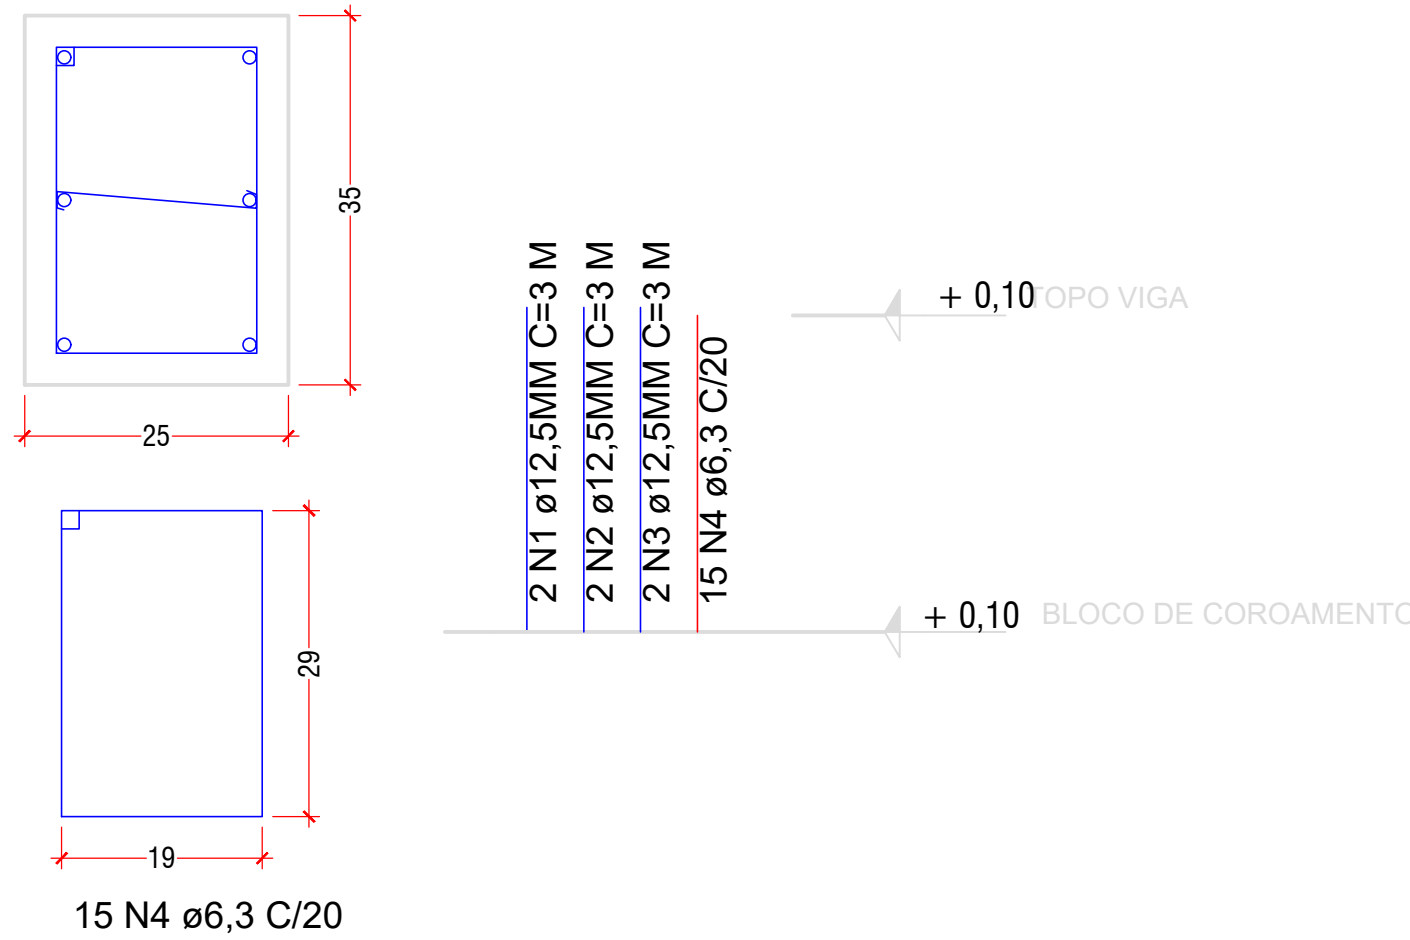 35
25
2 N1 ø12,5MM C=3 M
2 N2 ø12,5MM C=3 M
2 N3 ø12,5MM C=3 M
15 N4 ø6,3 C/20
+ 0,10 TOPO VIGA
+ 0,10 BLOCO DE COROAMENTO
29
19
15 N4 ø6,3 C/20